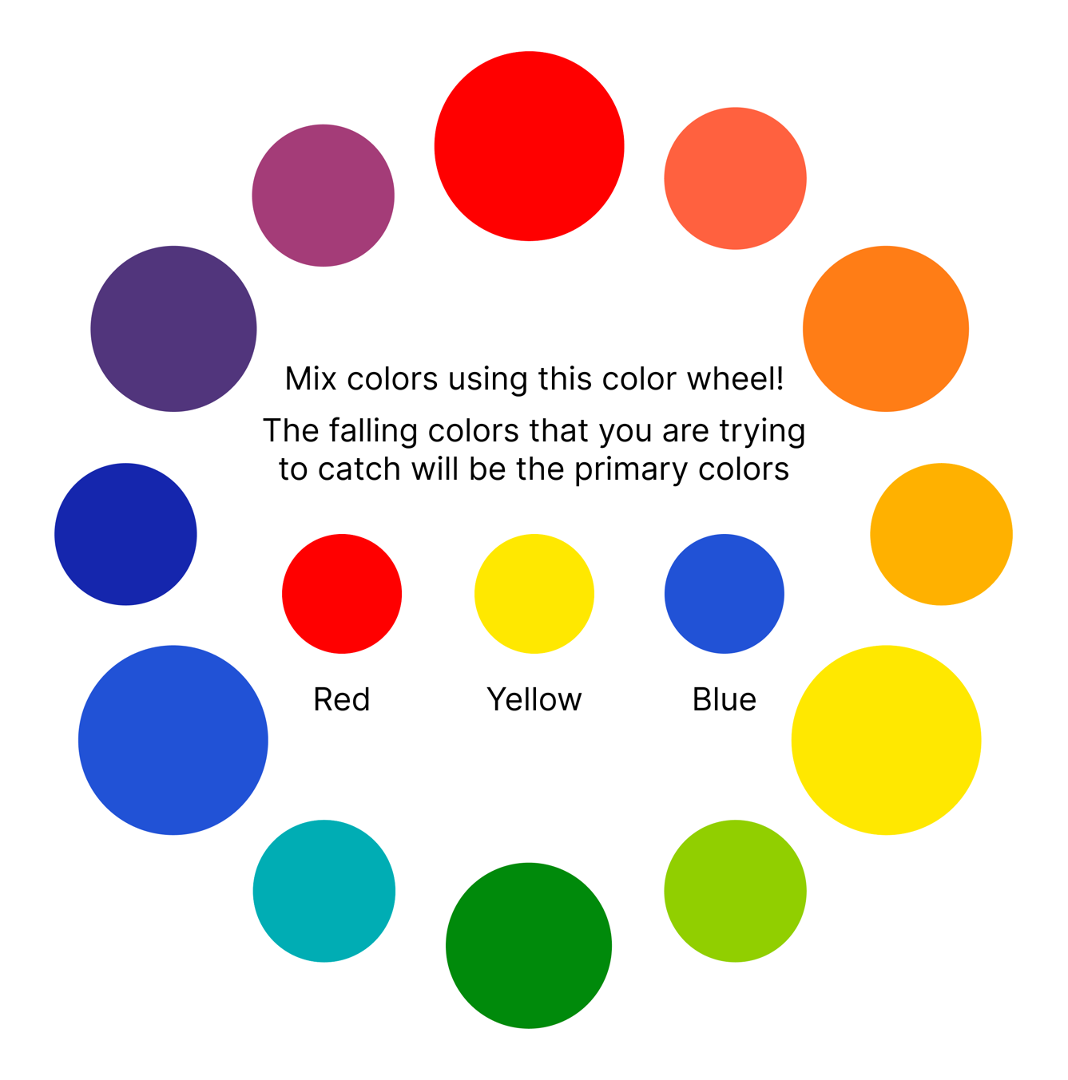 Mix colors using this color wheel!
The falling colors that you are trying
to catch will be the primary colors
Red Yellow Blue